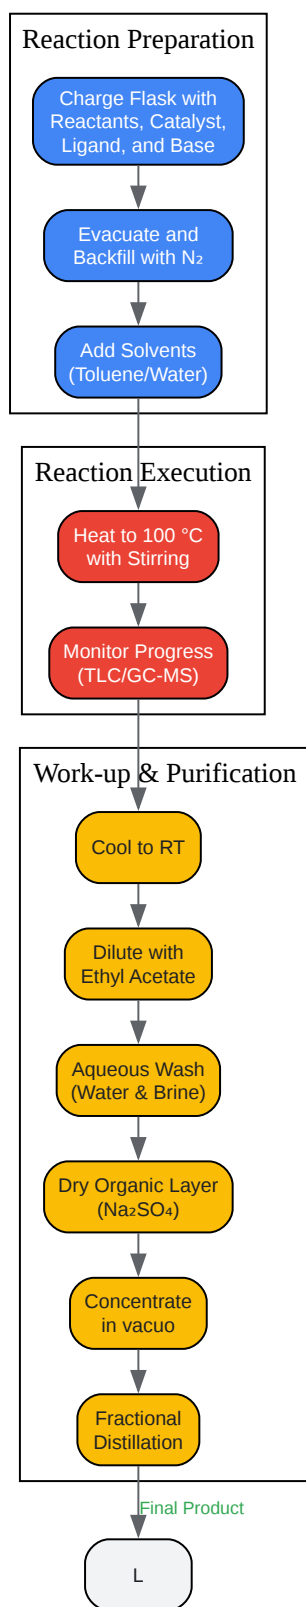 Reaction Preparation
Charge Flask with
Reactants, Catalyst,
Ligand, and Base
Evacuate and
Backfill with N₂
Add Solvents
(Toluene/Water)
Reaction Execution
Heat to 100 °C
with Stirring
Monitor Progress
(TLC/GC-MS)
Work-up & Purification
Cool to RT
Dilute with
Ethyl Acetate
Aqueous Wash
(Water & Brine)
Dry Organic Layer
(Na₂SO₄)
Concentrate
in vacuo
Fractional
Distillation
Final Product
L